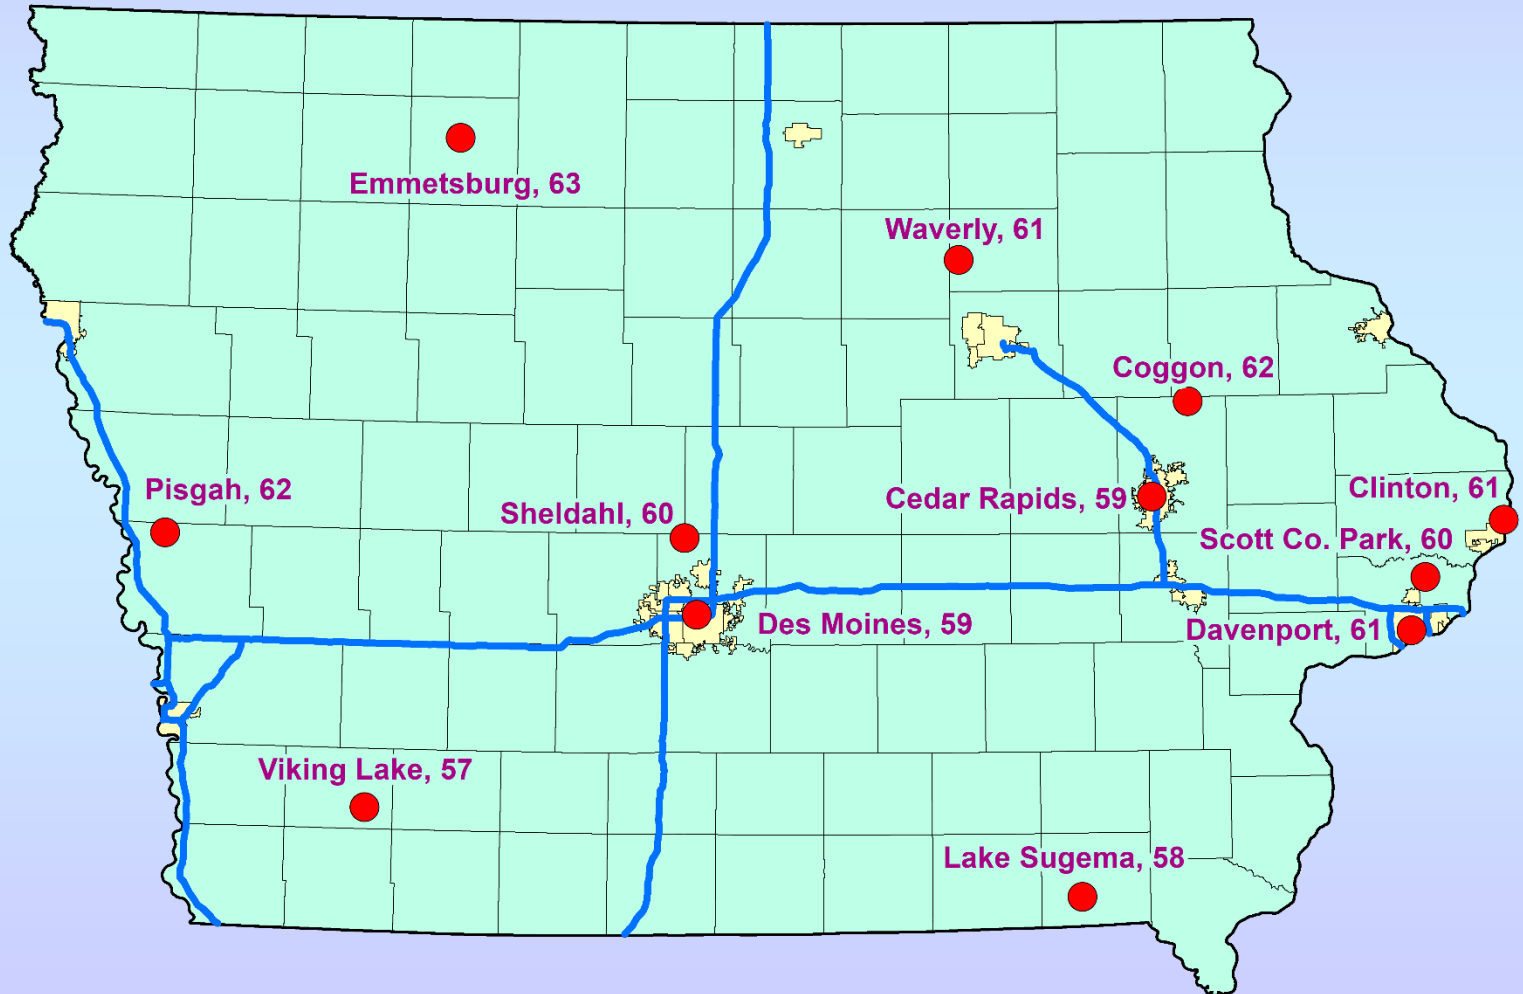 Emmetsburg, 63
Waverly, 61
Coggon, 62
Pisgah, 62
Clinton, 61
Cedar Rapids, 59
Sheldahl, 60
Scott Co. Park, 60
Des Moines, 59
Davenport, 61
Viking Lake, 57
Lake Sugema, 58